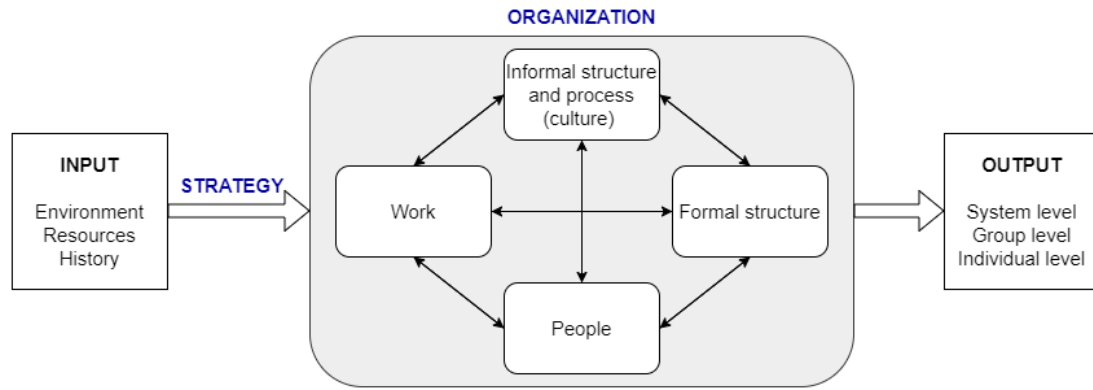 ORGANIZATION
INPUT
Environment
Resources
History
STRATEGY
Informal structure
and process
(culture)
Work
Formal structure
People
OUTPUT
System level
Group level
Individual level